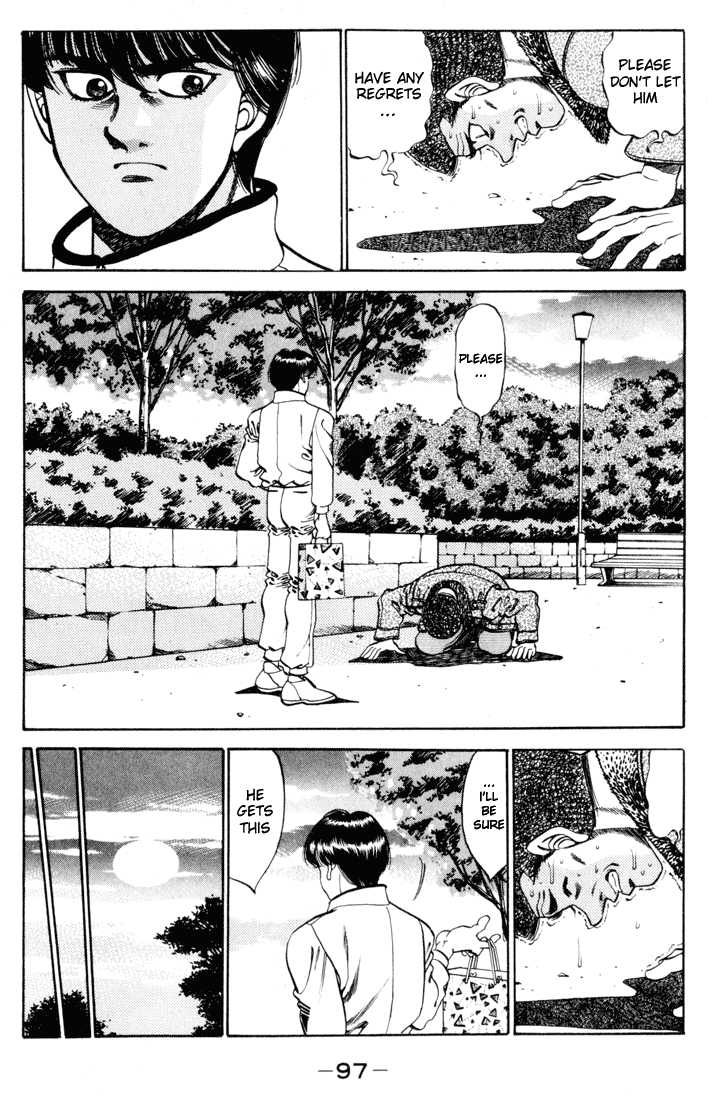 PLEASE
DON'T LET
HIM
HAVE ANY
REGRETS
...
PLEASE
...
...
I'LL
BE
SURE
HE
GETS
THIS
—97—